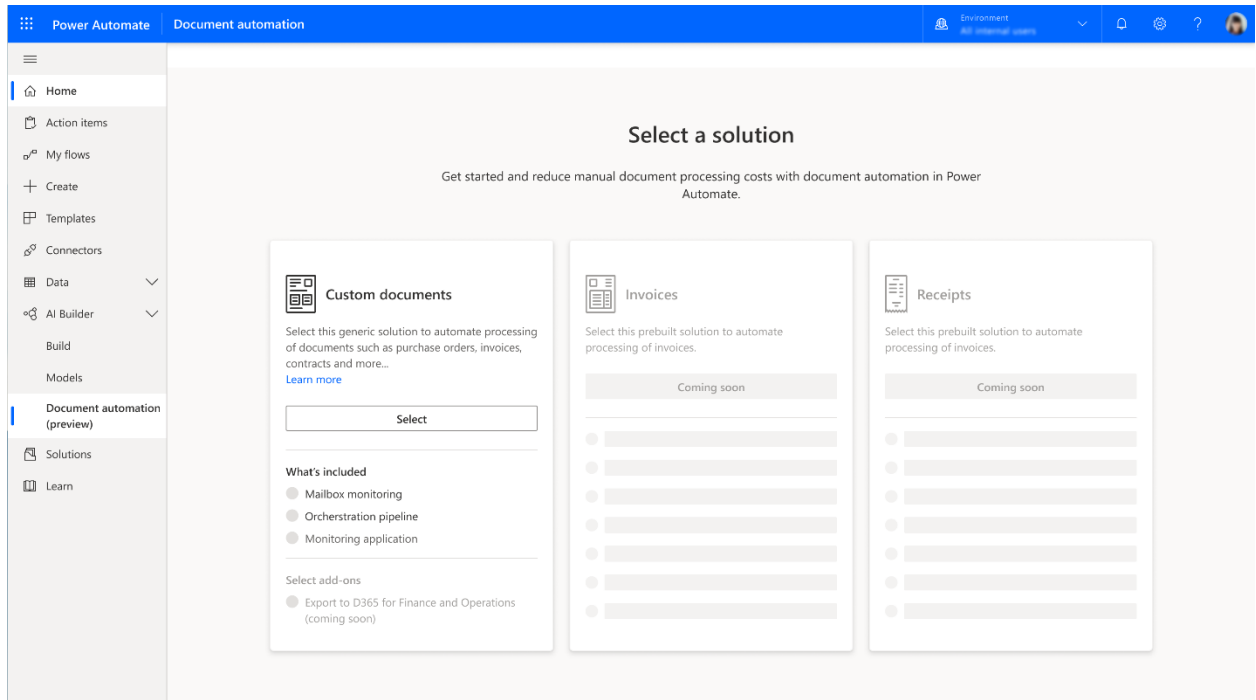 Power Automate
Document automation
Environment
All internal users
Home
Action items
My flows
Create
Templates
Connectors
Data
AI Builder
Build
Models
Document automation
(preview)
Solutions
Learn
Select a solution
Get started and reduce manual document processing costs with document automation in Power
Automate.
Custom documents
Select this generic solution to automate processing
of documents such as purchase orders, invoices,
contracts and more...
Learn more
Select
What's included
Mailbox monitoring
Orcherstration pipeline
Monitoring application
Select add-ons
Export to D365 for Finance and Operations
(coming soon)
Invoices
Select this prebuilt solution to automate
processing of invoices.
Coming soon
Receipts
Select this prebuilt solution to automate
processing of invoices.
Coming soon